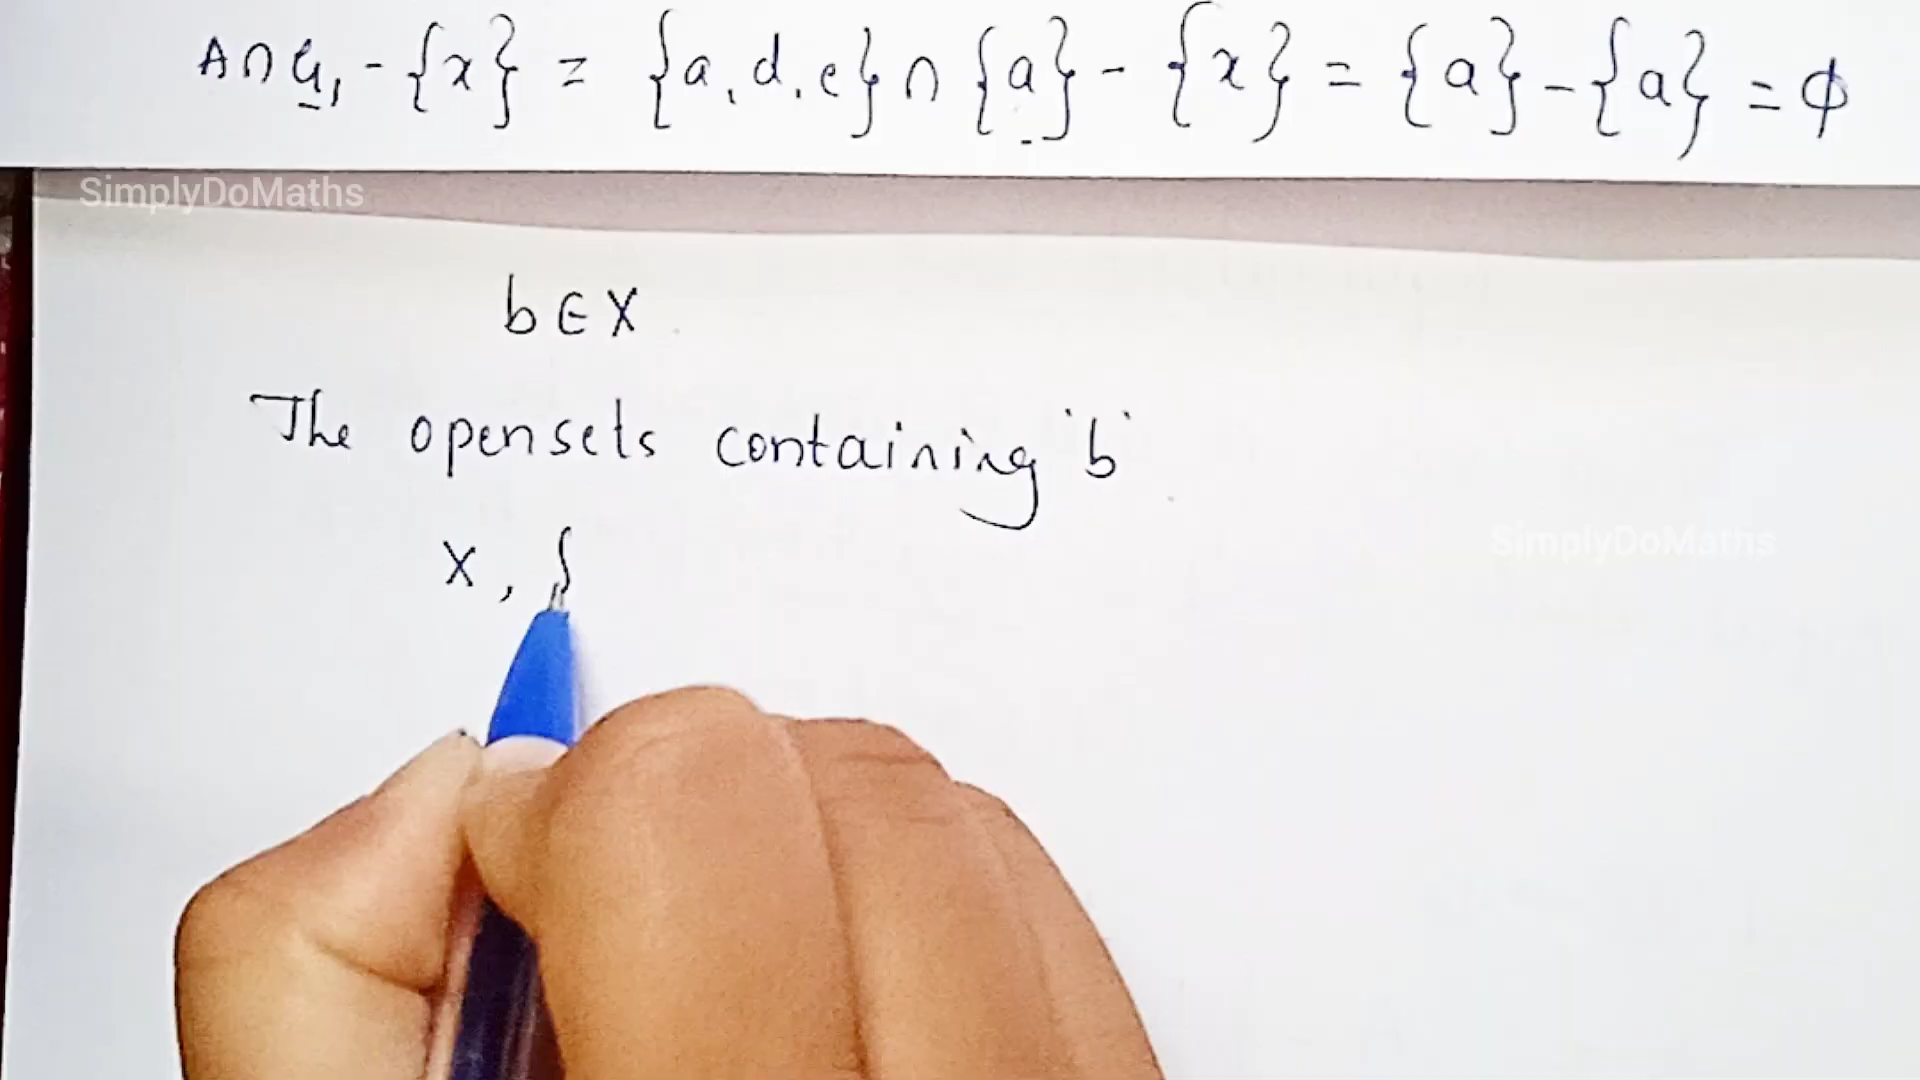 A∩G₁ - {x} = {a, d, e} ∩ {a} - {x} = {a} - {a} = ϕ
SimplyDoMaths
b ∈ X
The opensets containing 'b'
SimplyDoMaths
X, {